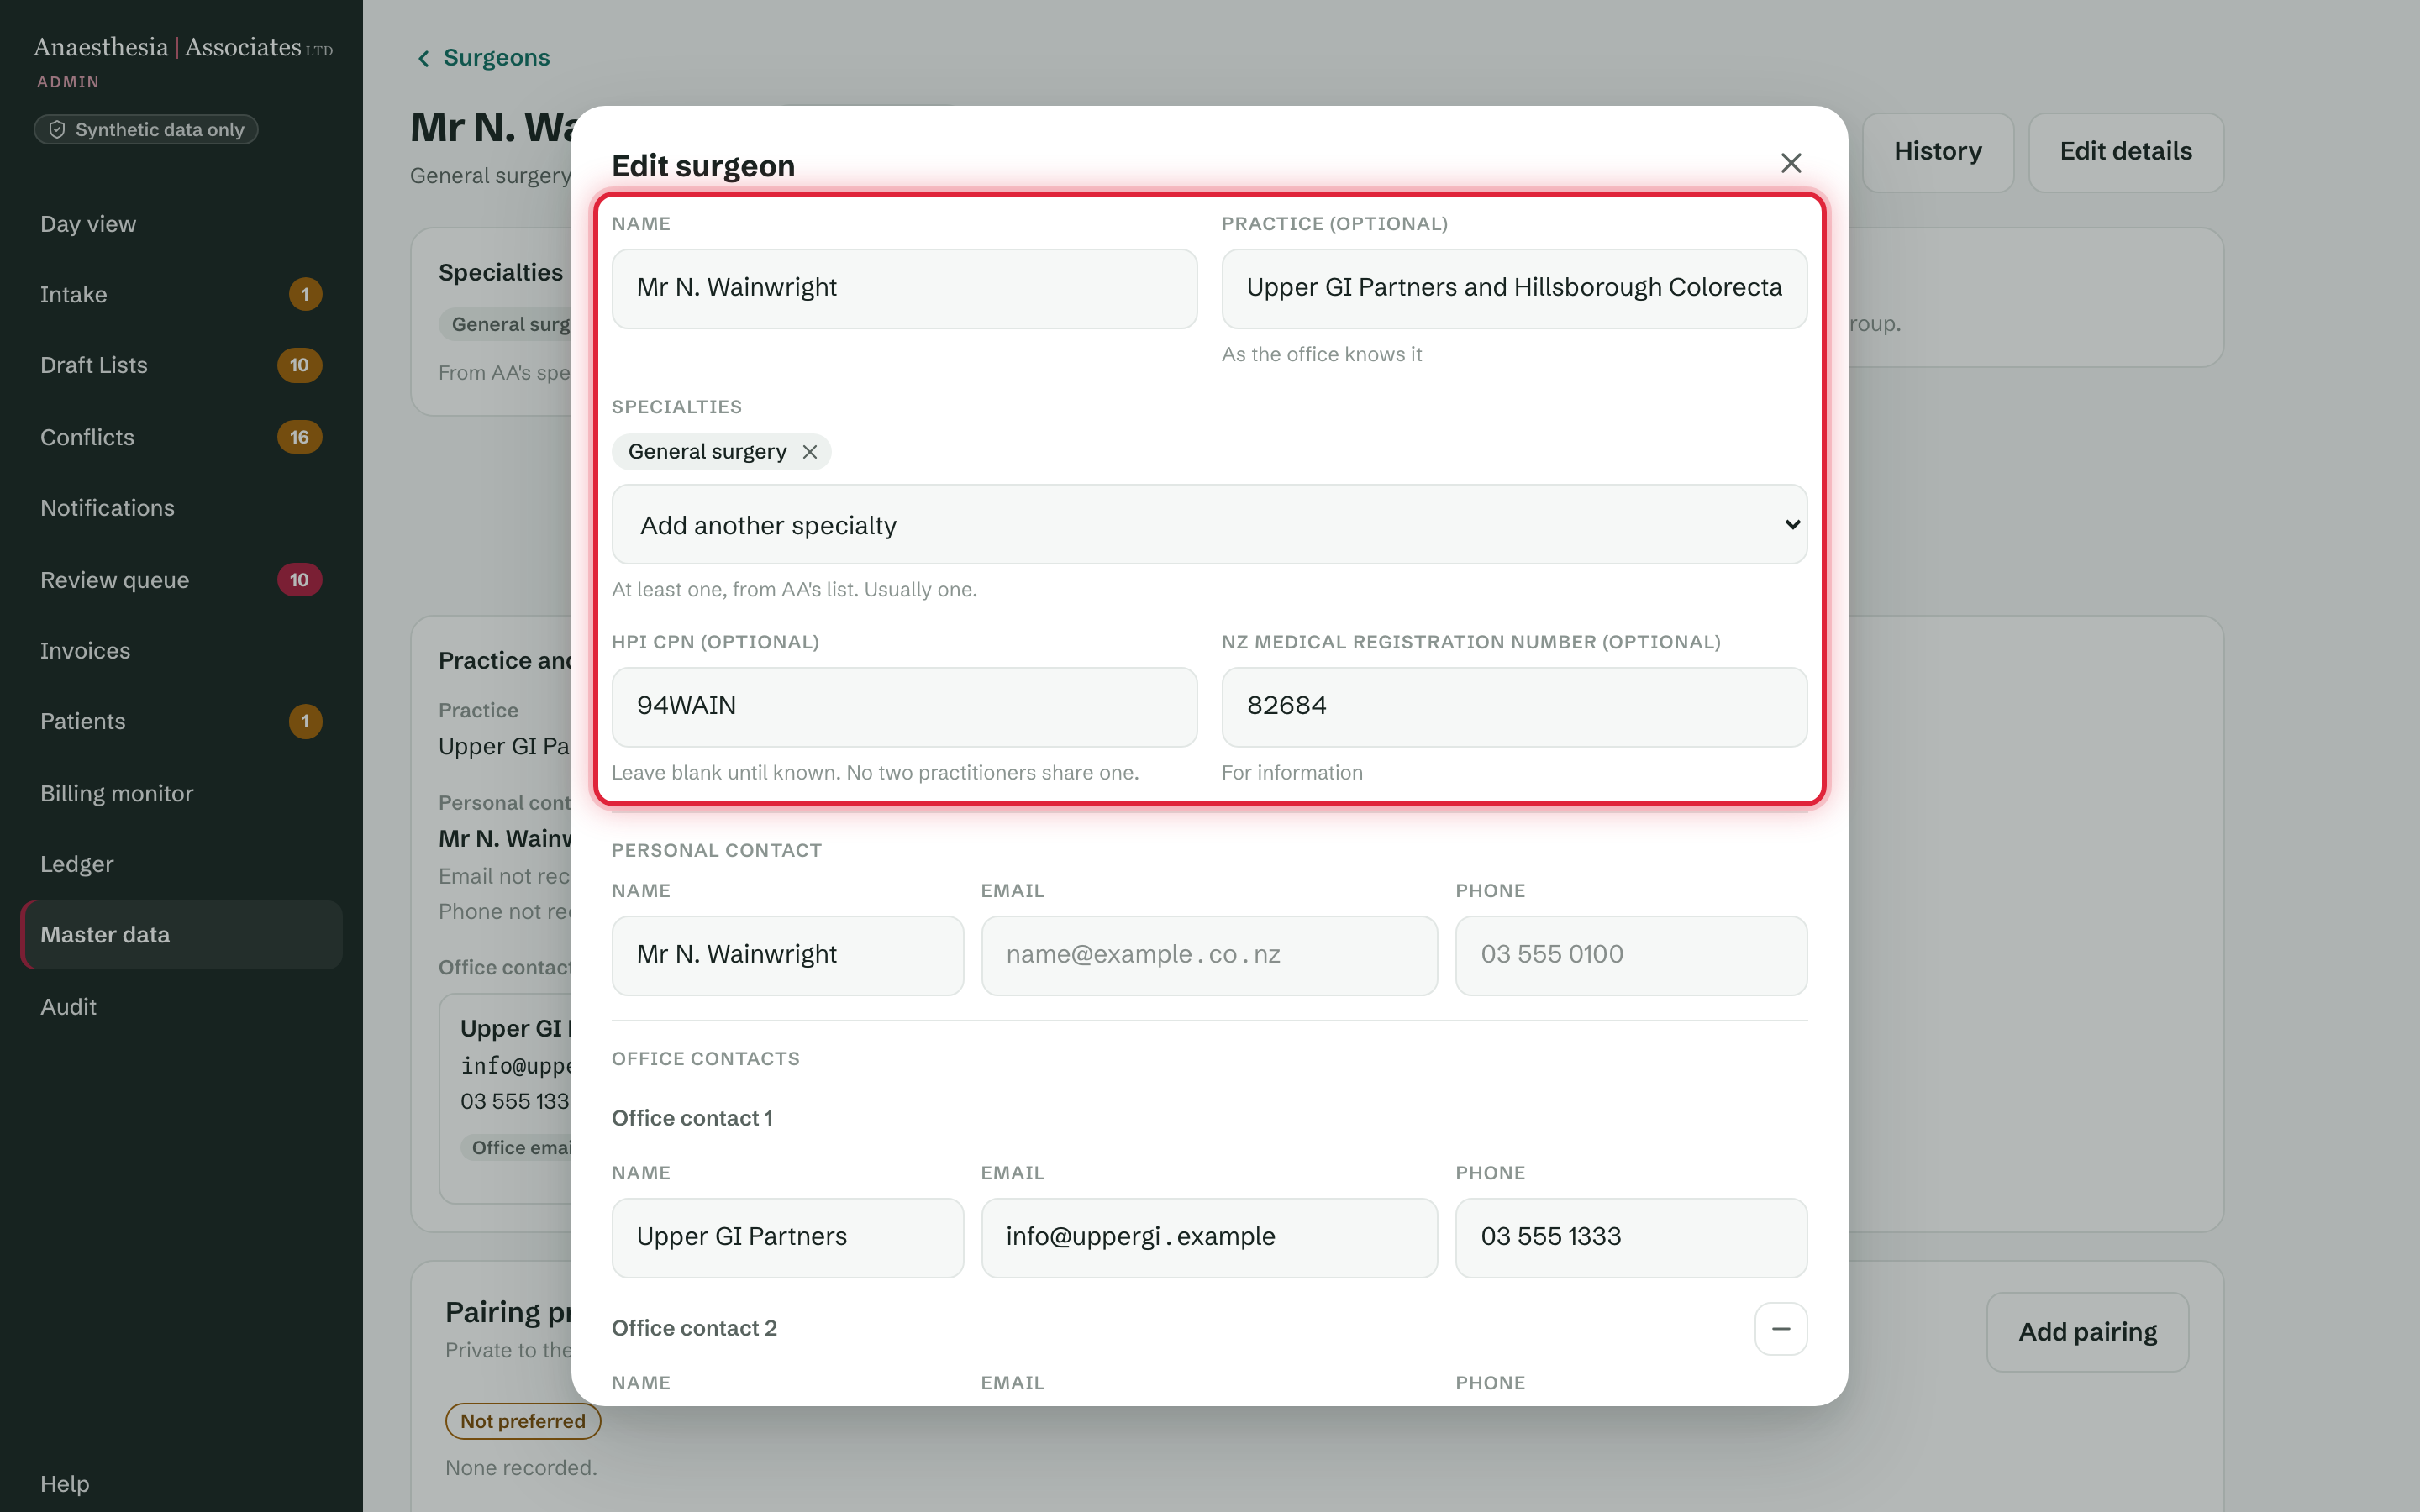 Anaesthesia | Associates LTD
ADMIN
Synthetic data only
Day view
Intake 1
Draft Lists 10
Conflicts 16
Notifications
Review queue 10
Invoices
Patients 1
Billing monitor
Ledger
Master data
Audit
Help
Surgeons
Mr N. Wa
General surgery
History
Edit details
Specialties
General surg
From AA's spe
roup.
Practice and
Practice
Upper GI Pa
Personal cont
Mr N. Wainw
Email not rec
Phone not rec
Office contact
Upper GI
info@uppe
03 555 133
Office emai
Pairing pr
Private to the
Add pairing
Not preferred
None recorded.
Edit surgeon
NAME PRACTICE (OPTIONAL)
Mr N. Wainwright Upper GI Partners and Hillsborough Colorecta
As the office knows it
SPECIALTIES
General surgery
Add another specialty
At least one, from AA's list. Usually one.
HPI CPN (OPTIONAL) NZ MEDICAL REGISTRATION NUMBER (OPTIONAL)
94WAIN 82684
Leave blank until known. No two practitioners share one. For information
PERSONAL CONTACT
NAME EMAIL PHONE
Mr N. Wainwright name@example.co.nz 03 555 0100
OFFICE CONTACTS
Office contact 1
NAME EMAIL PHONE
Upper GI Partners info@uppergi.example 03 555 1333
Office contact 2
NAME EMAIL PHONE